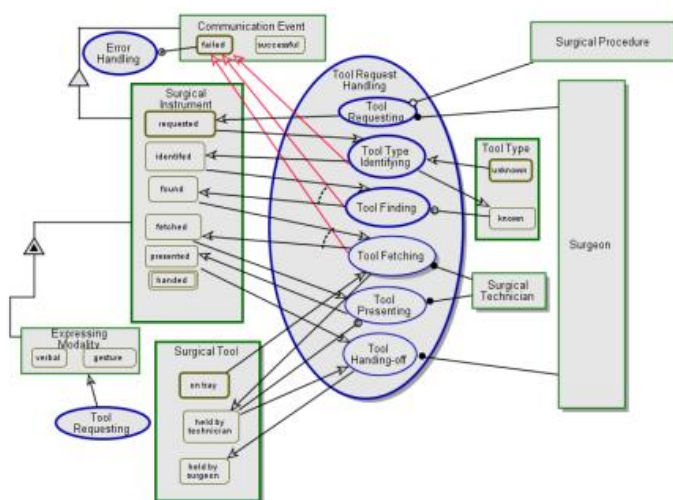 Communication Event
failed
successful
Error
Handling
Surgical Procedure
Tool Request
Handling
Surgical
Instrument
requested
identifed
found
fetched
presented
handed
Tool
Requesting
Tool Type
Identifying
Tool Finding
Tool Fetching
Tool
Presenting
Tool
Handing-off
Tool Type
unknown
known
Surgeon
Surgical
Technician
Expressing
Modality
verbal
gesture
Tool
Requesting
Surgical Tool
on tray
held by
technician
held by
surgeon